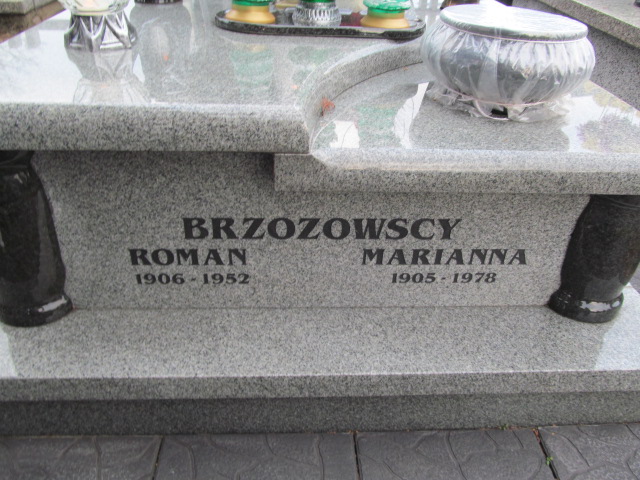 BRZOZOWSCY
ROMAN MARIANNA
1906 - 1952 1905 - 1978